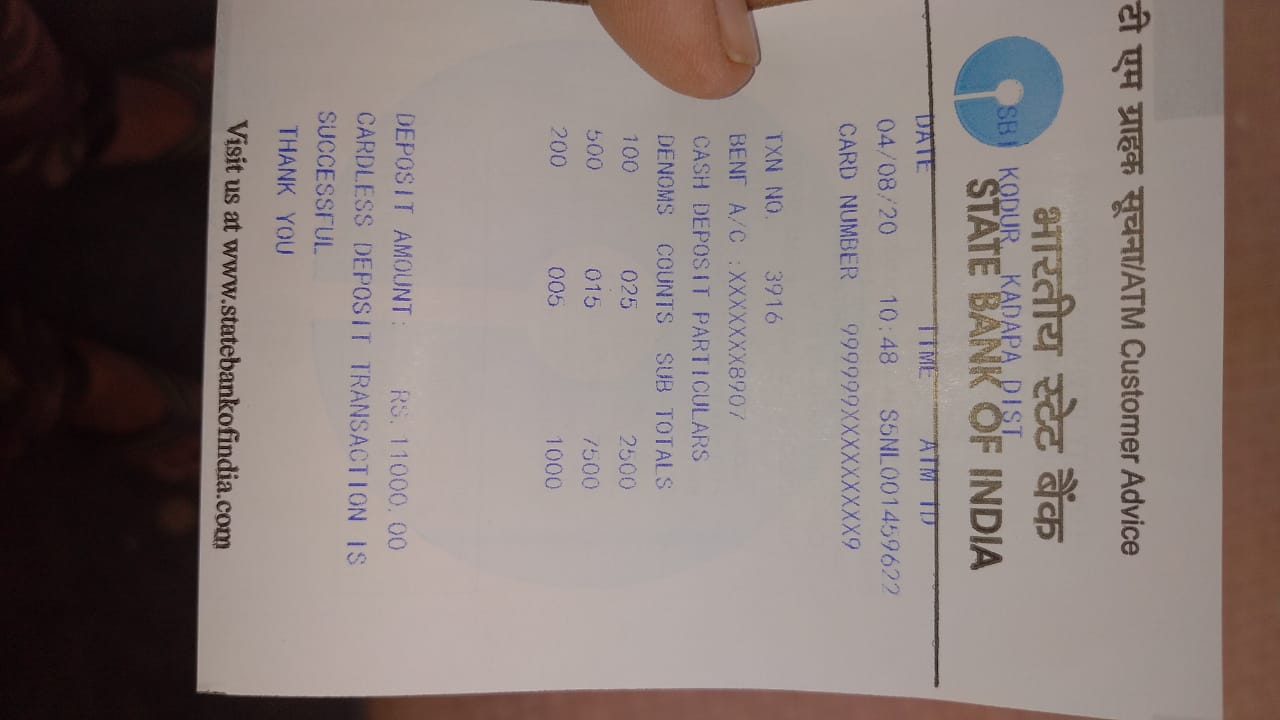 टी एम ग्राहक सूचना/ATM Customer Advice
भारतीय स्टेट बैंक
SBI KODUR, KADAPA DIST
STATE BANK OF INDIA
DATE TIME ATM ID
04/08/20 10:48 S5NL001459622
CARD NUMBER 999999XXXXXXXXX9
TXN NO. 3916
BENF A/C :XXXXXXX8907
CASH DEPOSIT PARTICULARS
DENOMS COUNTS SUB TOTALS
100 025 2500
500 015 7500
200 005 1000
DEPOSIT AMOUNT: RS.11000.00
CARDLESS DEPOSIT TRANSACTION IS
SUCCESSFUL
THANK YOU
Visit us at www.statebankofindia.com